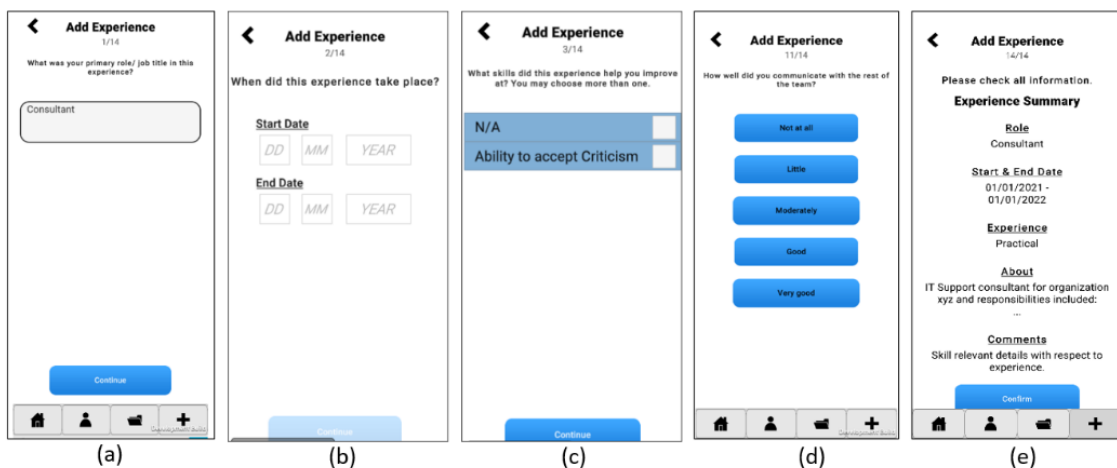 Add Experience
1/14
What was your primary role/ job title in this
experience?
Consultant
Continue
Development Build
(a)
Add Experience
2/14
When did this experience take place?
Start Date
DD MM YEAR
End Date
DD MM YEAR
Continue
(b)
Add Experience
3/14
What skills did this experience help you improve
at? You may choose more than one.
N/A
Ability to accept Criticism
Continue
(c)
Add Experience
11/14
How well did you communicate with the rest of
the team?
Not at all
Little
Moderately
Good
Very good
Development Build
(d)
Add Experience
14/14
Please check all information.
Experience Summary
Role
Consultant
Start & End Date
01/01/2021 -
01/01/2022
Experience
Practical
About
IT Support consultant for organization
xyz and responsibilities included:
...
Comments
Skill relevant details with respect to
experience.
Confirm
(e)